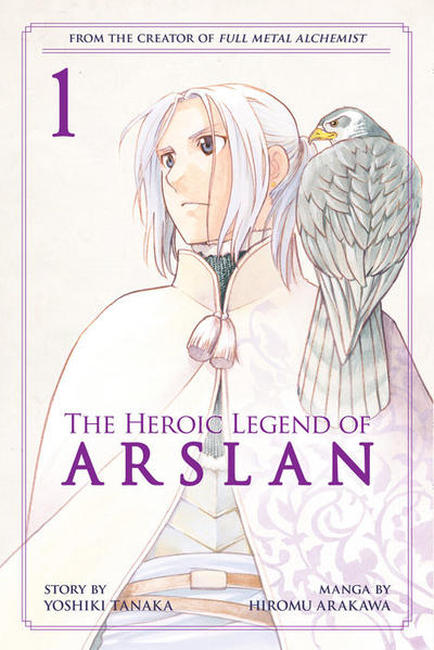 FROM THE CREATOR OF FULL METAL ALCHEMIST
1
THE HEROIC LEGEND OF
ARSLAN
STORY BY
YOSHIKI TANAKA
MANGA BY
HIROMU ARAKAWA